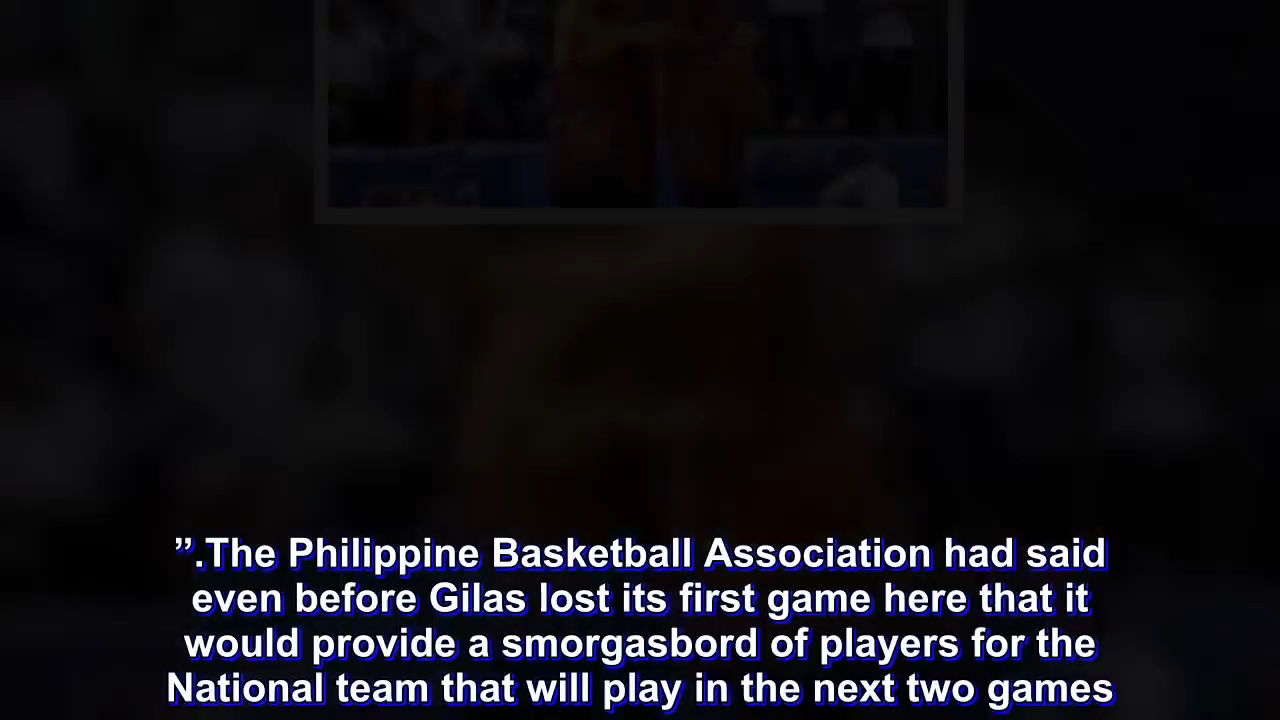 ”.The Philippine Basketball Association had said
even before Gilas lost its first game here that it
would provide a smorgasbord of players for the
National team that will play in the next two games